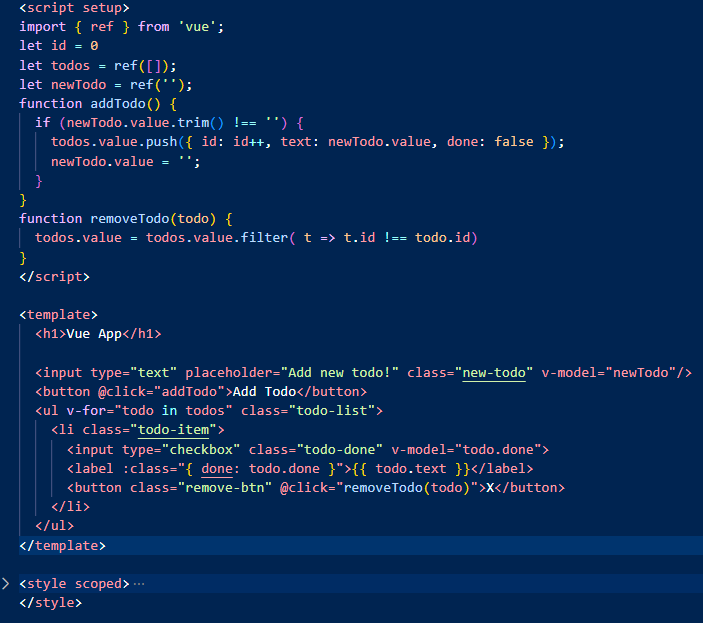 <script setup>
import { ref } from 'vue';
let id = 0
let todos = ref([]);
let newTodo = ref('');
function addTodo() {
  if (newTodo.value.trim() !== '') {
    todos.value.push({ id: id++, text: newTodo.value, done: false });
    newTodo.value = '';
  }
}
function removeTodo(todo) {
  todos.value = todos.value.filter( t => t.id !== todo.id)
}
</script>

<template>
  <h1>Vue App</h1>

  <input type="text" placeholder="Add new todo!" class="new-todo" v-model="newTodo"/>
  <button @click="addTodo">Add Todo</button>
  <ul v-for="todo in todos" class="todo-list">
    <li class="todo-item">
      <input type="checkbox" class="todo-done" v-model="todo.done">
      <label :class="{ done: todo.done }">{{ todo.text }}</label>
      <button class="remove-btn" @click="removeTodo(todo)">X</button>
    </li>
  </ul>
</template>

<style scoped>···
</style>